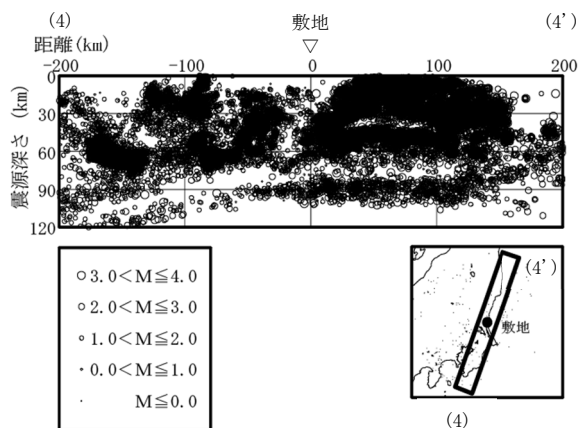 (4) 敷地 (4')
距離(km) -100 ▽ 100
-200 0 200
震源深さ (km)
0
30
60
90
120
○3.0<M≦4.0
○2.0<M≦3.0
○1.0<M≦2.0
○0.0<M≦1.0
・ M≦0.0
(4')
敷地
(4)